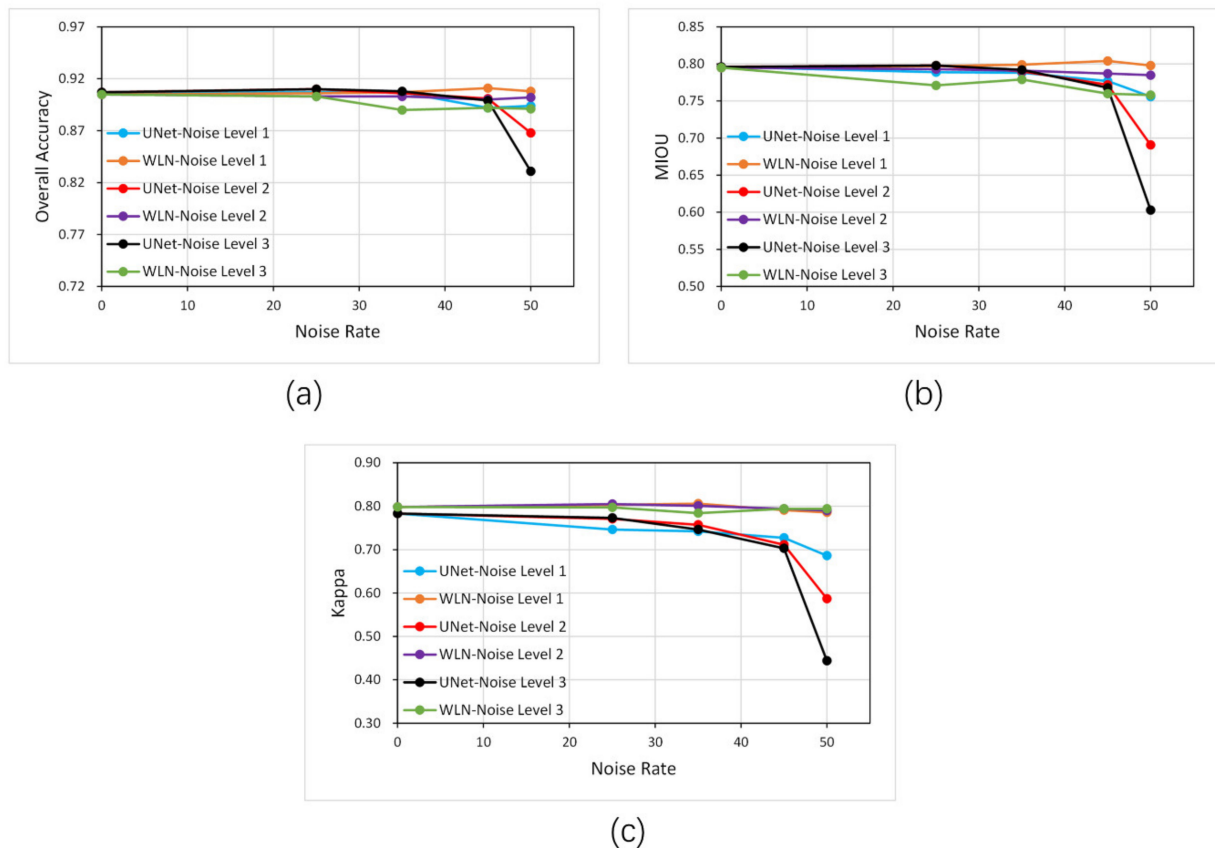 0.97
0.92
0.87
0.82
0.77
0.72
Overall Accuracy
UNet-Noise Level 1
WLN-Noise Level 1
UNet-Noise Level 2
WLN-Noise Level 2
UNet-Noise Level 3
WLN-Noise Level 3
0 10 20 30 40 50
Noise Rate
(a)
0.85
0.80
0.75
0.70
0.65
0.60
0.55
0.50
MIOU
UNet-Noise Level 1
WLN-Noise Level 1
UNet-Noise Level 2
WLN-Noise Level 2
UNet-Noise Level 3
WLN-Noise Level 3
0 10 20 30 40 50
Noise Rate
(b)
0.90
0.80
0.70
0.60
0.50
0.40
0.30
Kappa
UNet-Noise Level 1
WLN-Noise Level 1
UNet-Noise Level 2
WLN-Noise Level 2
UNet-Noise Level 3
WLN-Noise Level 3
0 10 20 30 40 50
Noise Rate
(c)